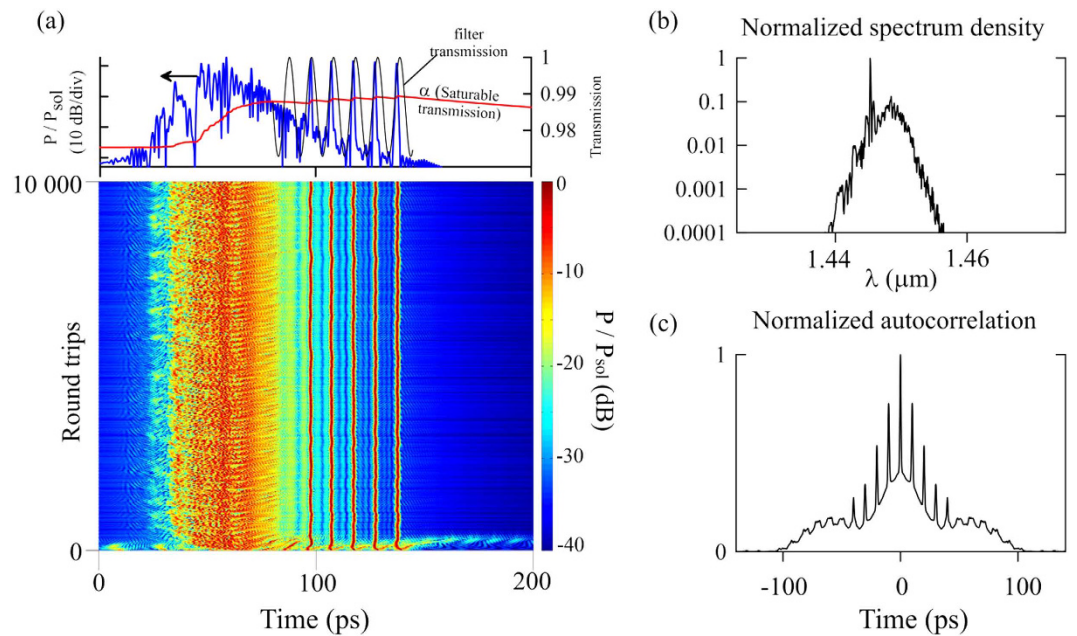 (a)
filter
transmission
P / Psol
(10 dB/div)
α (Saturable
transmission)
1
0.99
0.98
Transmission
10 000
0
Round trips
0
-10
-20
-30
-40
P / Psol (dB)
0
100
200
Time (ps)
(b)
Normalized spectrum density
1
0.1
0.01
0.001
0.0001
1.44
1.46
λ (μm)
(c)
Normalized autocorrelation
1
0
-100
0
100
Time (ps)